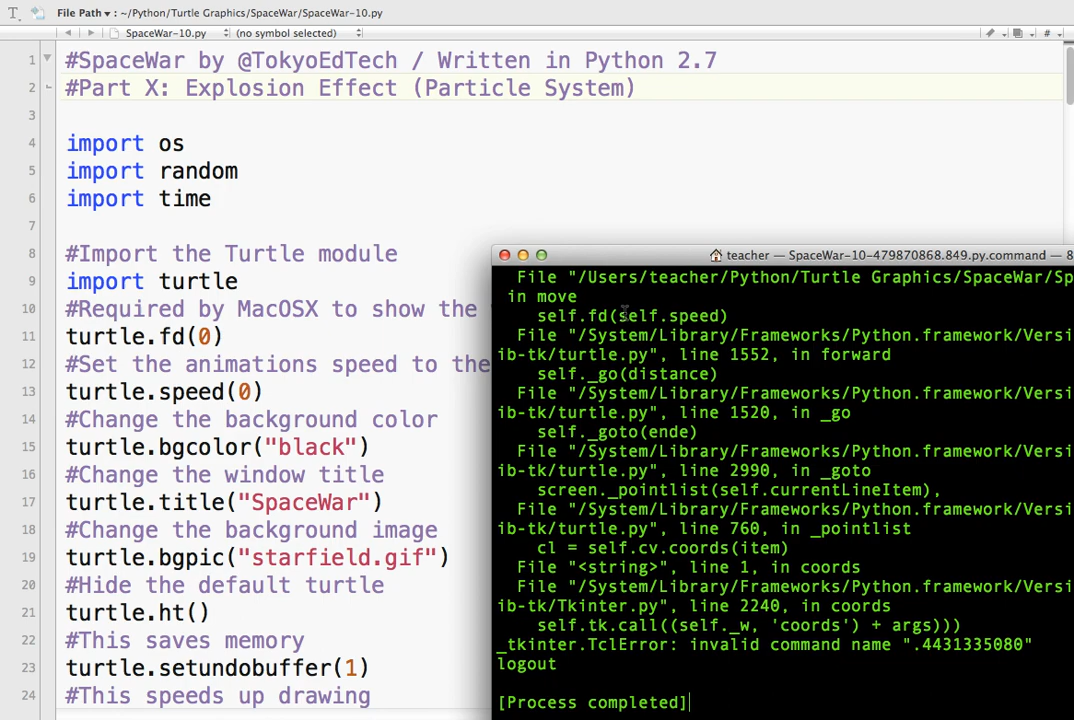 File Path ▾ : ~/Python/Turtle Graphics/SpaceWar/SpaceWar-10.py
SpaceWar-10.py (no symbol selected)
1 #SpaceWar by @TokyoEdTech / Written in Python 2.7
2 #Part X: Explosion Effect (Particle System)
3
4 import os
5 import random
6 import time
7
8 #Import the Turtle module
9 import turtle
10 #Required by MacOSX to show the
11 turtle.fd(0)
12 #Set the animations speed to the
13 turtle.speed(0)
14 #Change the background color
15 turtle.bgcolor("black")
16 #Change the window title
17 turtle.title("SpaceWar")
18 #Change the background image
19 turtle.bgpic("starfield.gif")
20 #Hide the default turtle
21 turtle.ht()
22 #This saves memory
23 turtle.setundobuffer(1)
24 #This speeds up drawing
teacher — SpaceWar-10-479870868.849.py.command — 8
File "/Users/teacher/Python/Turtle Graphics/SpaceWar/Sp
in move
self.fd(self.speed)
File "/System/Library/Frameworks/Python.framework/Versi
ib-tk/turtle.py", line 1552, in forward
self._go(distance)
File "/System/Library/Frameworks/Python.framework/Versi
ib-tk/turtle.py", line 1520, in _go
self._goto(ende)
File "/System/Library/Frameworks/Python.framework/Versi
ib-tk/turtle.py", line 2990, in _goto
screen._pointlist(self.currentLineItem),
File "/System/Library/Frameworks/Python.framework/Versi
ib-tk/turtle.py", line 760, in _pointlist
cl = self.cv.coords(item)
File "<string>", line 1, in coords
File "/System/Library/Frameworks/Python.framework/Versi
ib-tk/Tkinter.py", line 2240, in coords
self.tk.call((self._w, 'coords') + args)))
_tkinter.TclError: invalid command name ".4431335080"
logout

[Process completed]